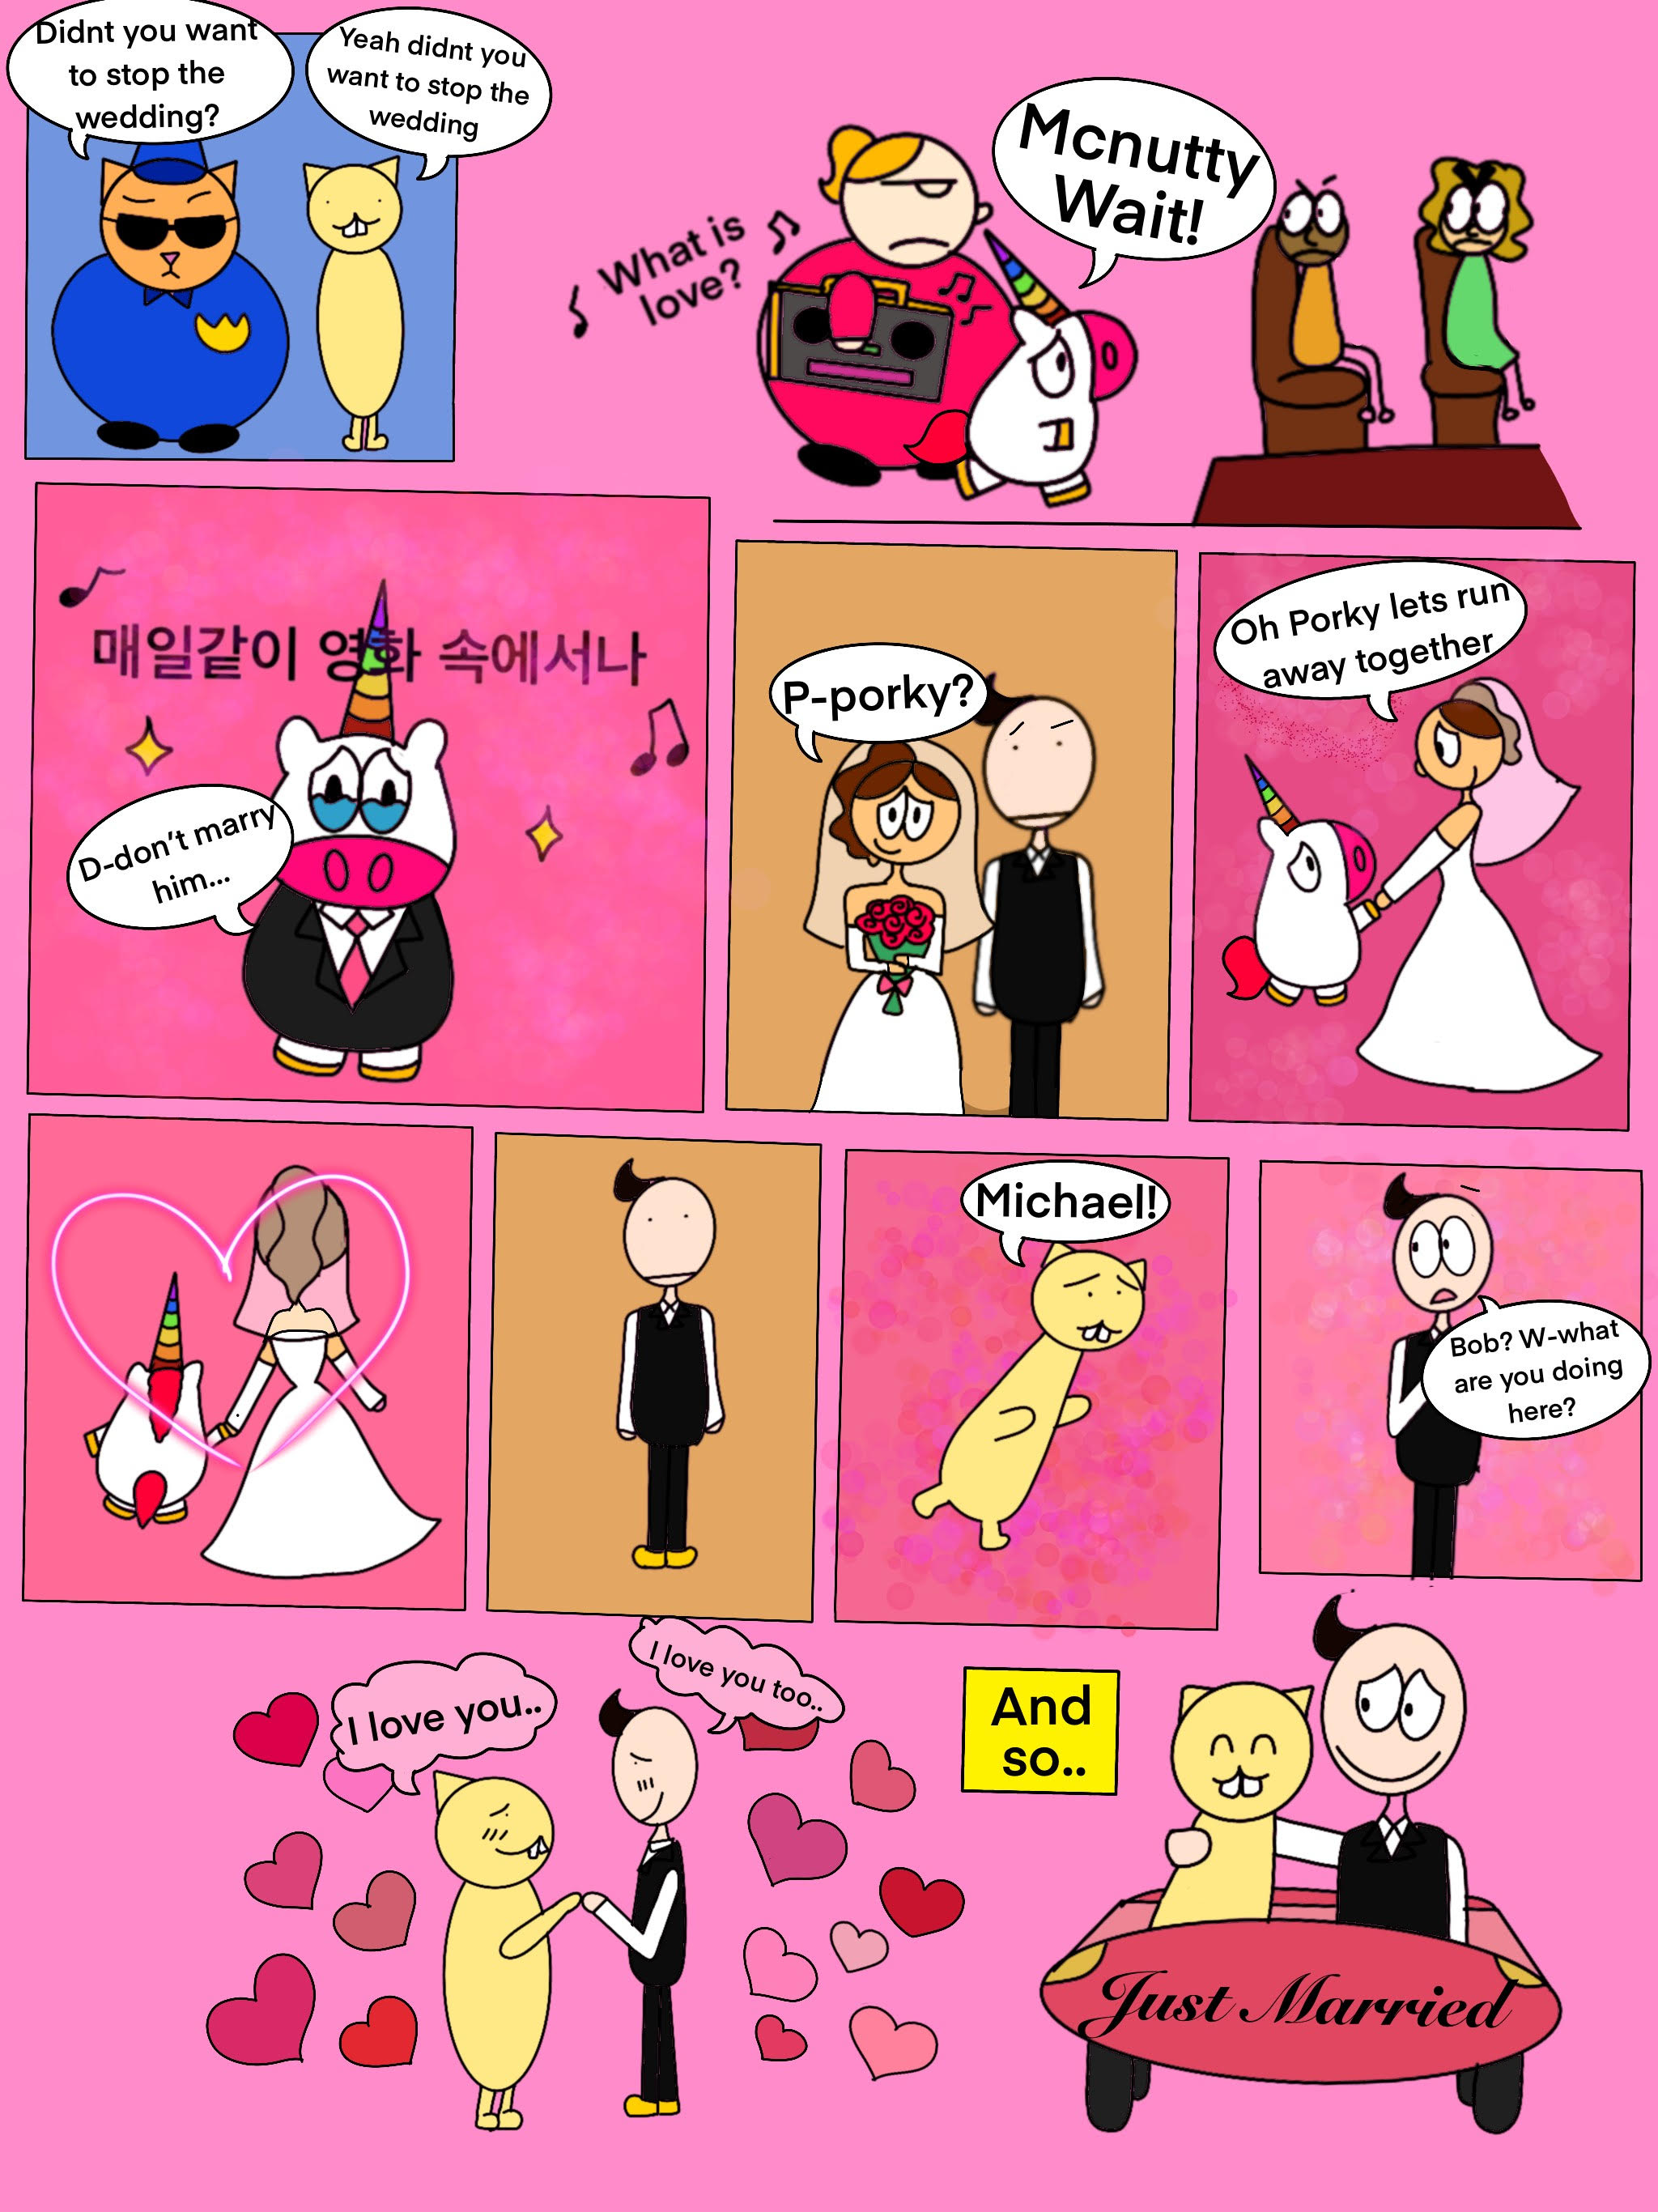 Didnt you want
to stop the
wedding?
Yeah didnt you
want to stop the
wedding
What is
love?
Mcnutty
Wait!
매일같이 영화 속에서나
D-don't marry
him...
P-porky?
Oh Porky lets run
away together
Michael!
Bob? W-what
are you doing
here?
I love you..
I love you too..
And
so..
Just Married